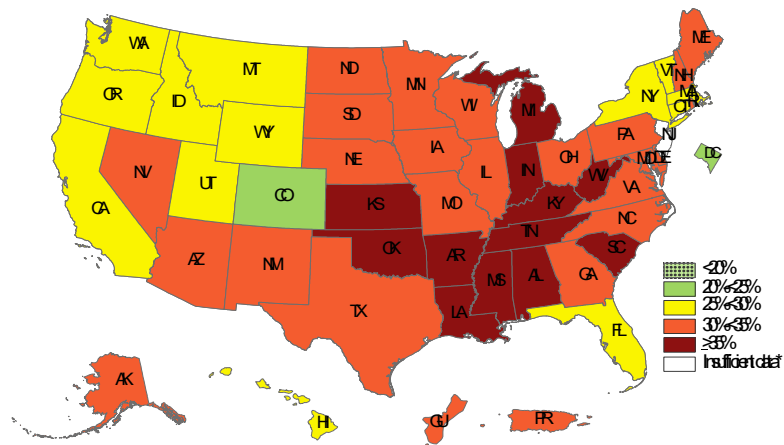 ME
WA
MT
ND
MN
VT
NH
OR
ID
SD
WI
MI
NY
MA
CT
RI
WY
IA
PA
NJ
NE
NV
UT
CO
IL
IN
OH
MD
DE
DC
CA
KS
MO
KY
WV
VA
NC
TN
AZ
NM
OK
AR
SC
MS
AL
GA
TX
LA
FL
AK
HI
GU
PR
<20%
20%-<25%
25%-<30%
30%-<35%
≥35%
Insufficient data*